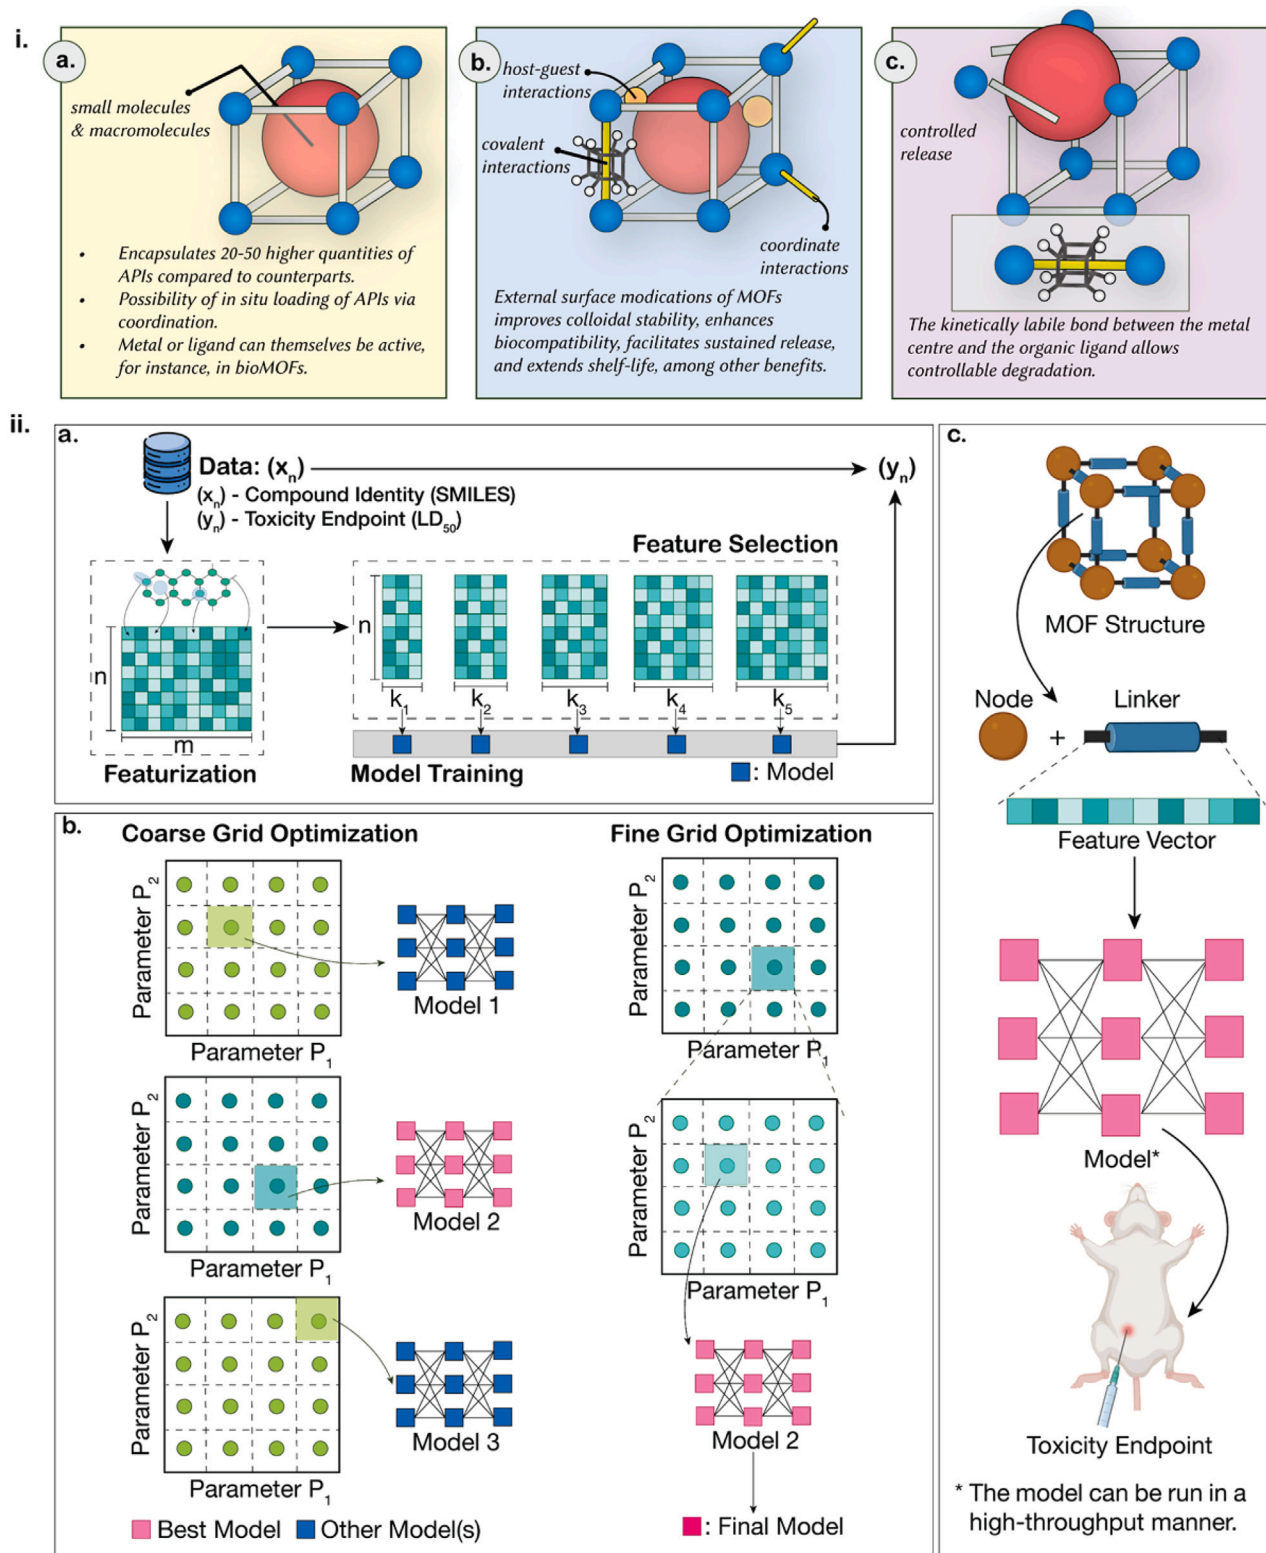 i.
a.
small molecules
& macromolecules
• Encapsulates 20-50 higher quantities of
APIs compared to counterparts.
• Possibility of in situ loading of APIs via
coordination.
• Metal or ligand can themselves be active,
for instance, in bioMOFs.
b.
host-guest
interactions
covalent
interactions
coordinate
interactions
External surface modications of MOFs
improves colloidal stability, enhances
biocompatibility, facilitates sustained release,
and extends shelf-life, among other benefits.
c.
controlled
release
The kinetically labile bond between the metal
centre and the organic ligand allows
controllable degradation.
ii.
a.
Data: (xₙ)
(yₙ)
(xₙ) - Compound Identity (SMILES)
(yₙ) - Toxicity Endpoint (LD₅₀)
Feature Selection
n
m
Featurization
n
k₁
k₂
k₃
k₄
k₅
Model Training
: Model
b.
Coarse Grid Optimization
Parameter P₂
Parameter P₁
Model 1
Parameter P₂
Parameter P₁
Model 2
Parameter P₂
Parameter P₁
Model 3
Best Model
Other Model(s)
Fine Grid Optimization
Parameter P₂
Parameter P₁
Parameter P₂
Parameter P₁
Model 2
: Final Model
c.
MOF Structure
Node
+
Linker
Feature Vector
Model*
Toxicity Endpoint
* The model can be run in a
high-throughput manner.